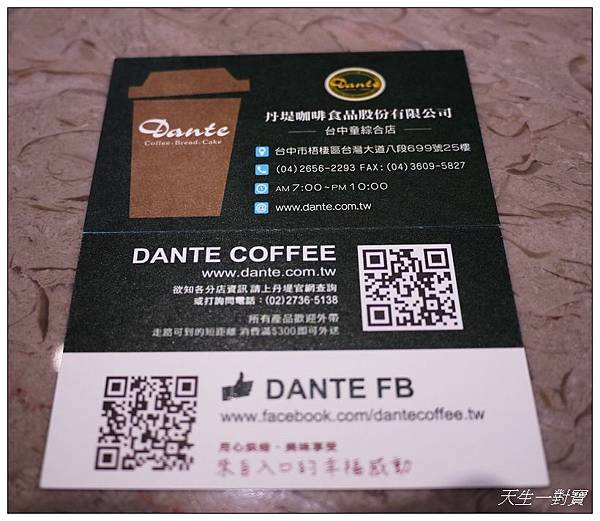 Dante
Coffee．Bread．Cake
Dante
丹堤咖啡食品股份有限公司
台中童綜合店
台中市梧棲區台灣大道八段699號25樓
(04)2656-2293 FAX:(04)3609-5827
AM 7:00~PM 10:00
www.dante.com.tw
DANTE COFFEE
www.dante.com.tw
欲知各分店資訊 請上丹堤官網查詢
或打詢問電話：(02)2736-5138
所有產品歡迎外帶
走路可到的短距離 消費滿$300即可外送
DANTE FB
www.facebook.com/dantecoffee.tw
用心烘焙．美味享受
來自入口的幸福感動
天生一對寶